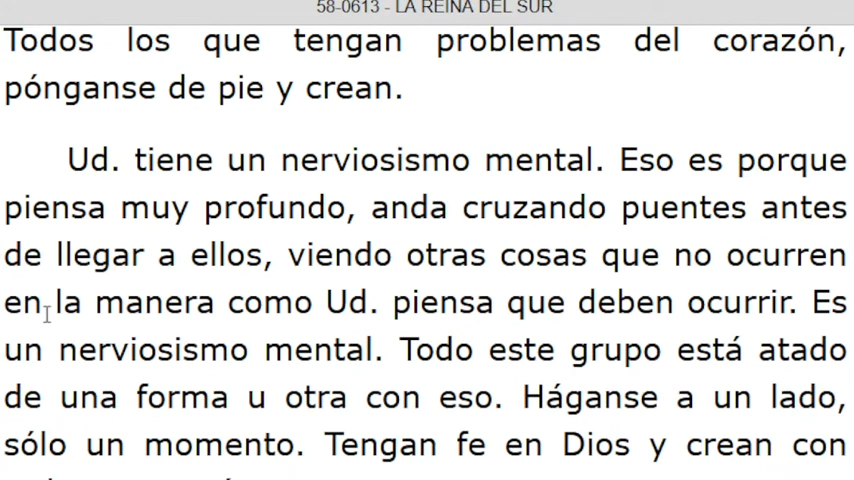 58-0613 - LA REINA DEL SUR
Todos los que tengan problemas del corazón,
pónganse de pie y crean.
Ud. tiene un nerviosismo mental. Eso es porque
piensa muy profundo, anda cruzando puentes antes
de llegar a ellos, viendo otras cosas que no ocurren
en la manera como Ud. piensa que deben ocurrir. Es
un nerviosismo mental. Todo este grupo está atado
de una forma u otra con eso. Háganse a un lado,
sólo un momento. Tengan fe en Dios y crean con